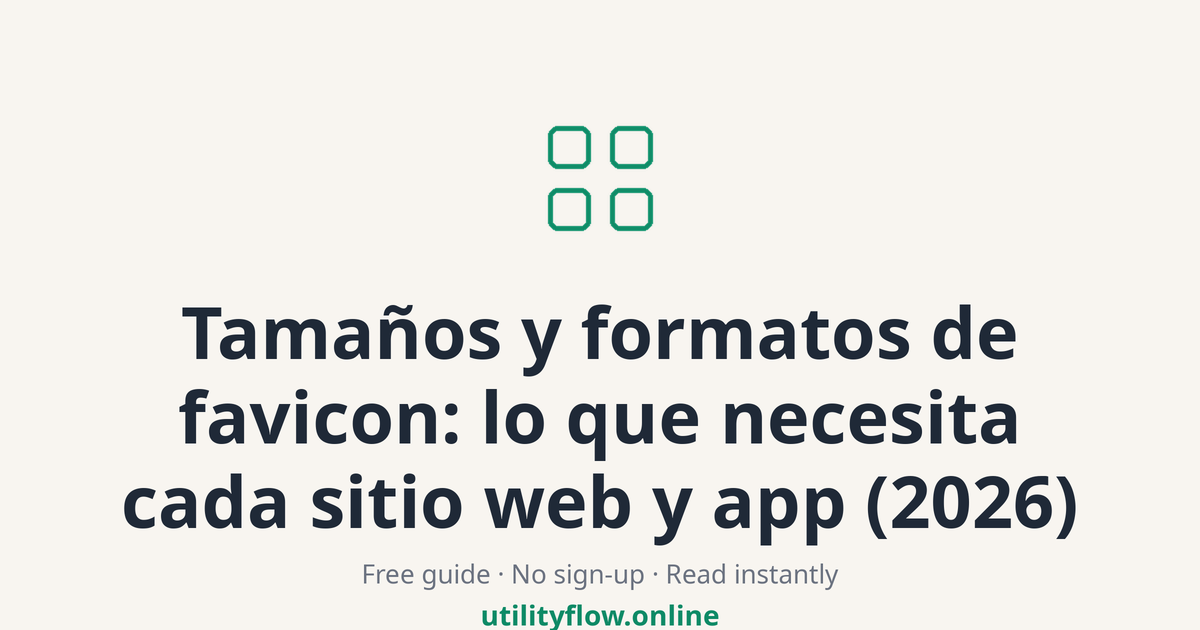 Tamaños y formatos de
favicon: lo que necesita
cada sitio web y app (2026)
Free guide · No sign-up · Read instantly
utilityflow.online